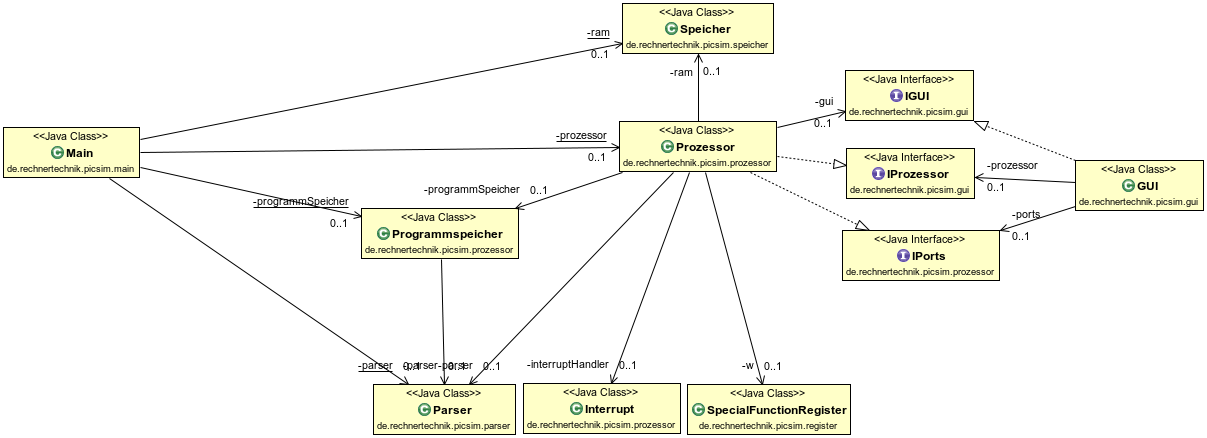 <<Java Class>>
Speicher
de.rechnertechnik.picsim.speicher
-ram
0..1
-ram
0..1
<<Java Interface>>
IGUI
de.rechnertechnik.picsim.gui
-gui
0..1
<<Java Class>>
Main
de.rechnertechnik.picsim.main
-prozessor
0..1
<<Java Class>>
Prozessor
de.rechnertechnik.picsim.prozessor
<<Java Interface>>
IProzessor
de.rechnertechnik.picsim.gui
-prozessor
0..1
<<Java Class>>
GUI
de.rechnertechnik.picsim.gui
-programmSpeicher
0..1
-programmSpeicher
0..1
<<Java Class>>
Programmspeicher
de.rechnertechnik.picsim.prozessor
-ports
0..1
<<Java Interface>>
IPorts
de.rechnertechnik.picsim.prozessor
-parser
0..1
-parser
0..1
-parser
0..1
-interruptHandler
0..1
-w
0..1
<<Java Class>>
Parser
de.rechnertechnik.picsim.parser
<<Java Class>>
Interrupt
de.rechnertechnik.picsim.prozessor
<<Java Class>>
SpecialFunctionRegister
de.rechnertechnik.picsim.register